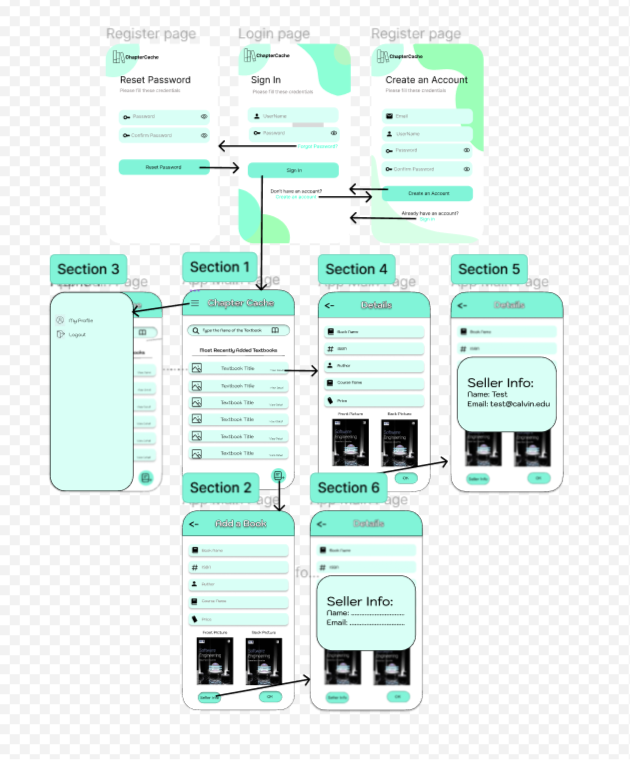 Register page
Login page
Register page
ChapterCache
Reset Password
Please fill these credentials
Password
Confirm Password
Reset Password
ChapterCache
Sign In
Please fill these credentials
UserName
Password
Forgot Password?
Sign In
Don't have an account?
Create an account
ChapterCache
Create an Account
Please fill these credentials
Email
UserName
Password
Confirm Password
Create an Account
Already have an account?
Sign in
Section 3
Page
My Profile
Logout
Section 1
App Main Page
Chapter Cache
Type the Name of the Textbook
Most Recently Added Textbooks
Textbook Title
Textbook Title
Textbook Title
Textbook Title
Textbook Title
Textbook Title
Section 4
App Main Page
<-
Details
Book Name
ISBN
Author
Course Name
Price
Front Picture
Back Picture
Software
Engineering
OK
Section 5
App Main Page
<-
Details
Book Name
ISBN
Seller Info:
Name: Test
Email: test@calvin.edu
Seller Info
OK
Section 2
App Main Page
<-
Add a Book
Book Name
ISBN
Author
Course Name
Price
Front Picture
Back Picture
Software
Engineering
Seller Info
OK
Section 6
App Main Page
<-
Details
Book Name
ISBN
Seller Info:
Name: ........................
Email: ........................
Seller Info
OK
fo...